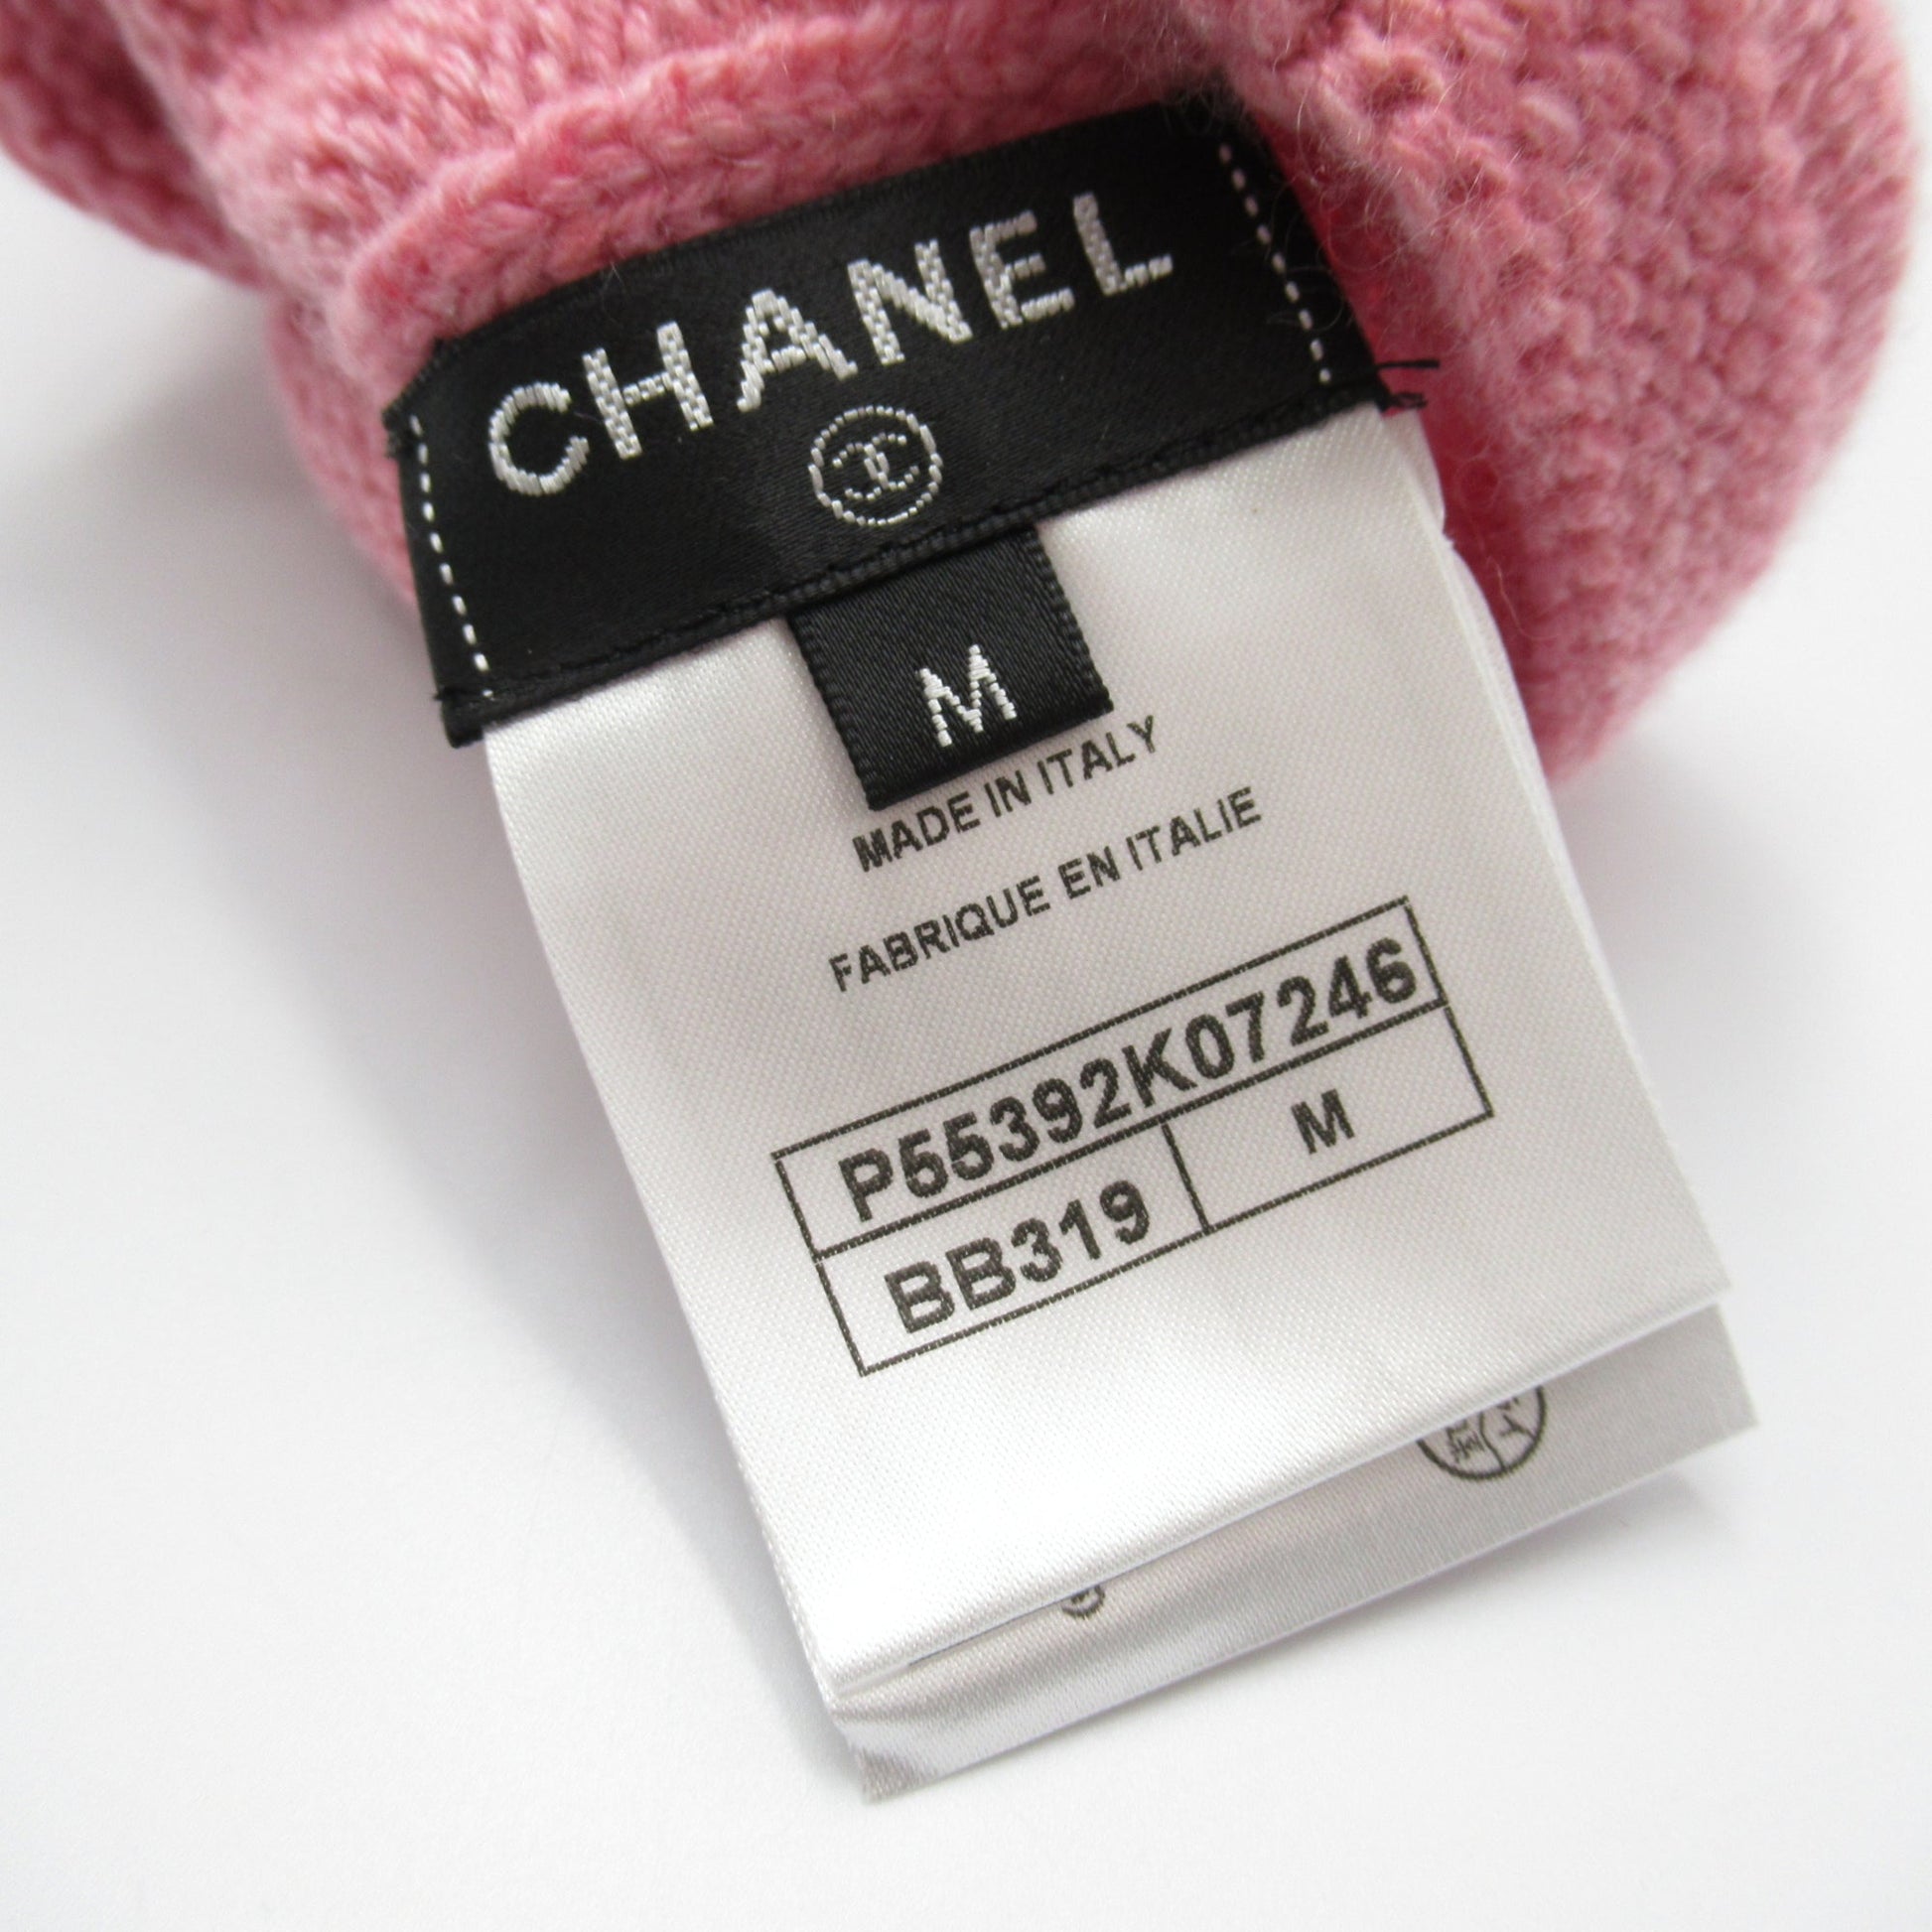 CHANEL
M
MADE IN ITALY
FABRIQUE EN ITALIE
P55392K07246
BB319 M